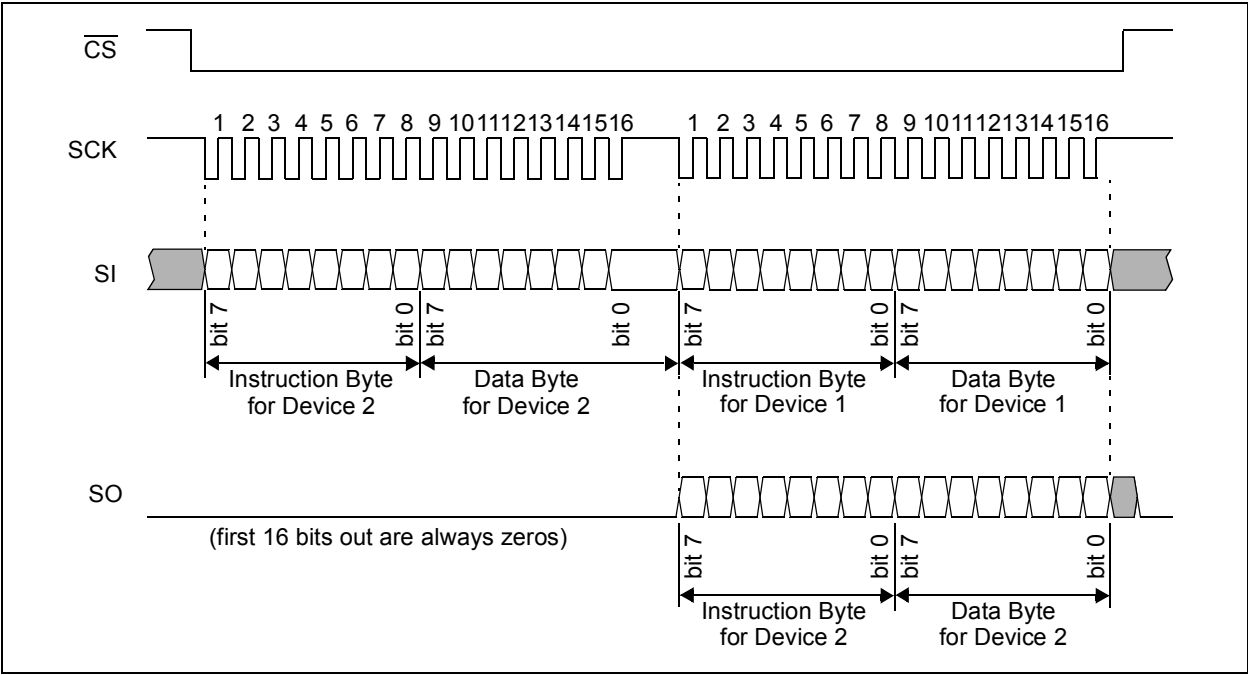 CS
1 2 3 4 5 6 7 8 9 10 11 12 13 14 15 16 1 2 3 4 5 6 7 8 9 10 11 12 13 14 15 16
SCK
SI
bit 7 bit 0 bit 7 bit 0 bit 7 bit 0 bit 7 bit 0
Instruction Byte Data Byte Instruction Byte Data Byte
for Device 2 for Device 2 for Device 1 for Device 1
SO
(first 16 bits out are always zeros)
bit 7 bit 0 bit 7 bit 0
Instruction Byte Data Byte
for Device 2 for Device 2